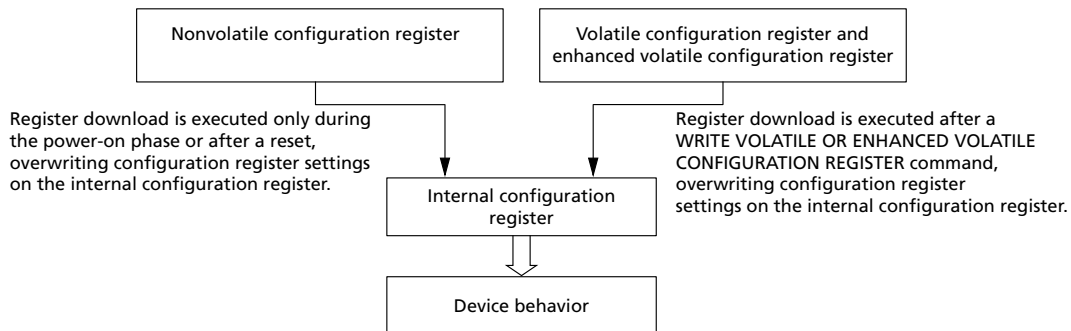 Nonvolatile configuration register
Volatile configuration register and
enhanced volatile configuration register
Register download is executed only during
the power-on phase or after a reset,
overwriting configuration register settings
on the internal configuration register.
Register download is executed after a
WRITE VOLATILE OR ENHANCED VOLATILE
CONFIGURATION REGISTER command,
overwriting configuration register
settings on the internal configuration register.
Internal configuration
register
Device behavior